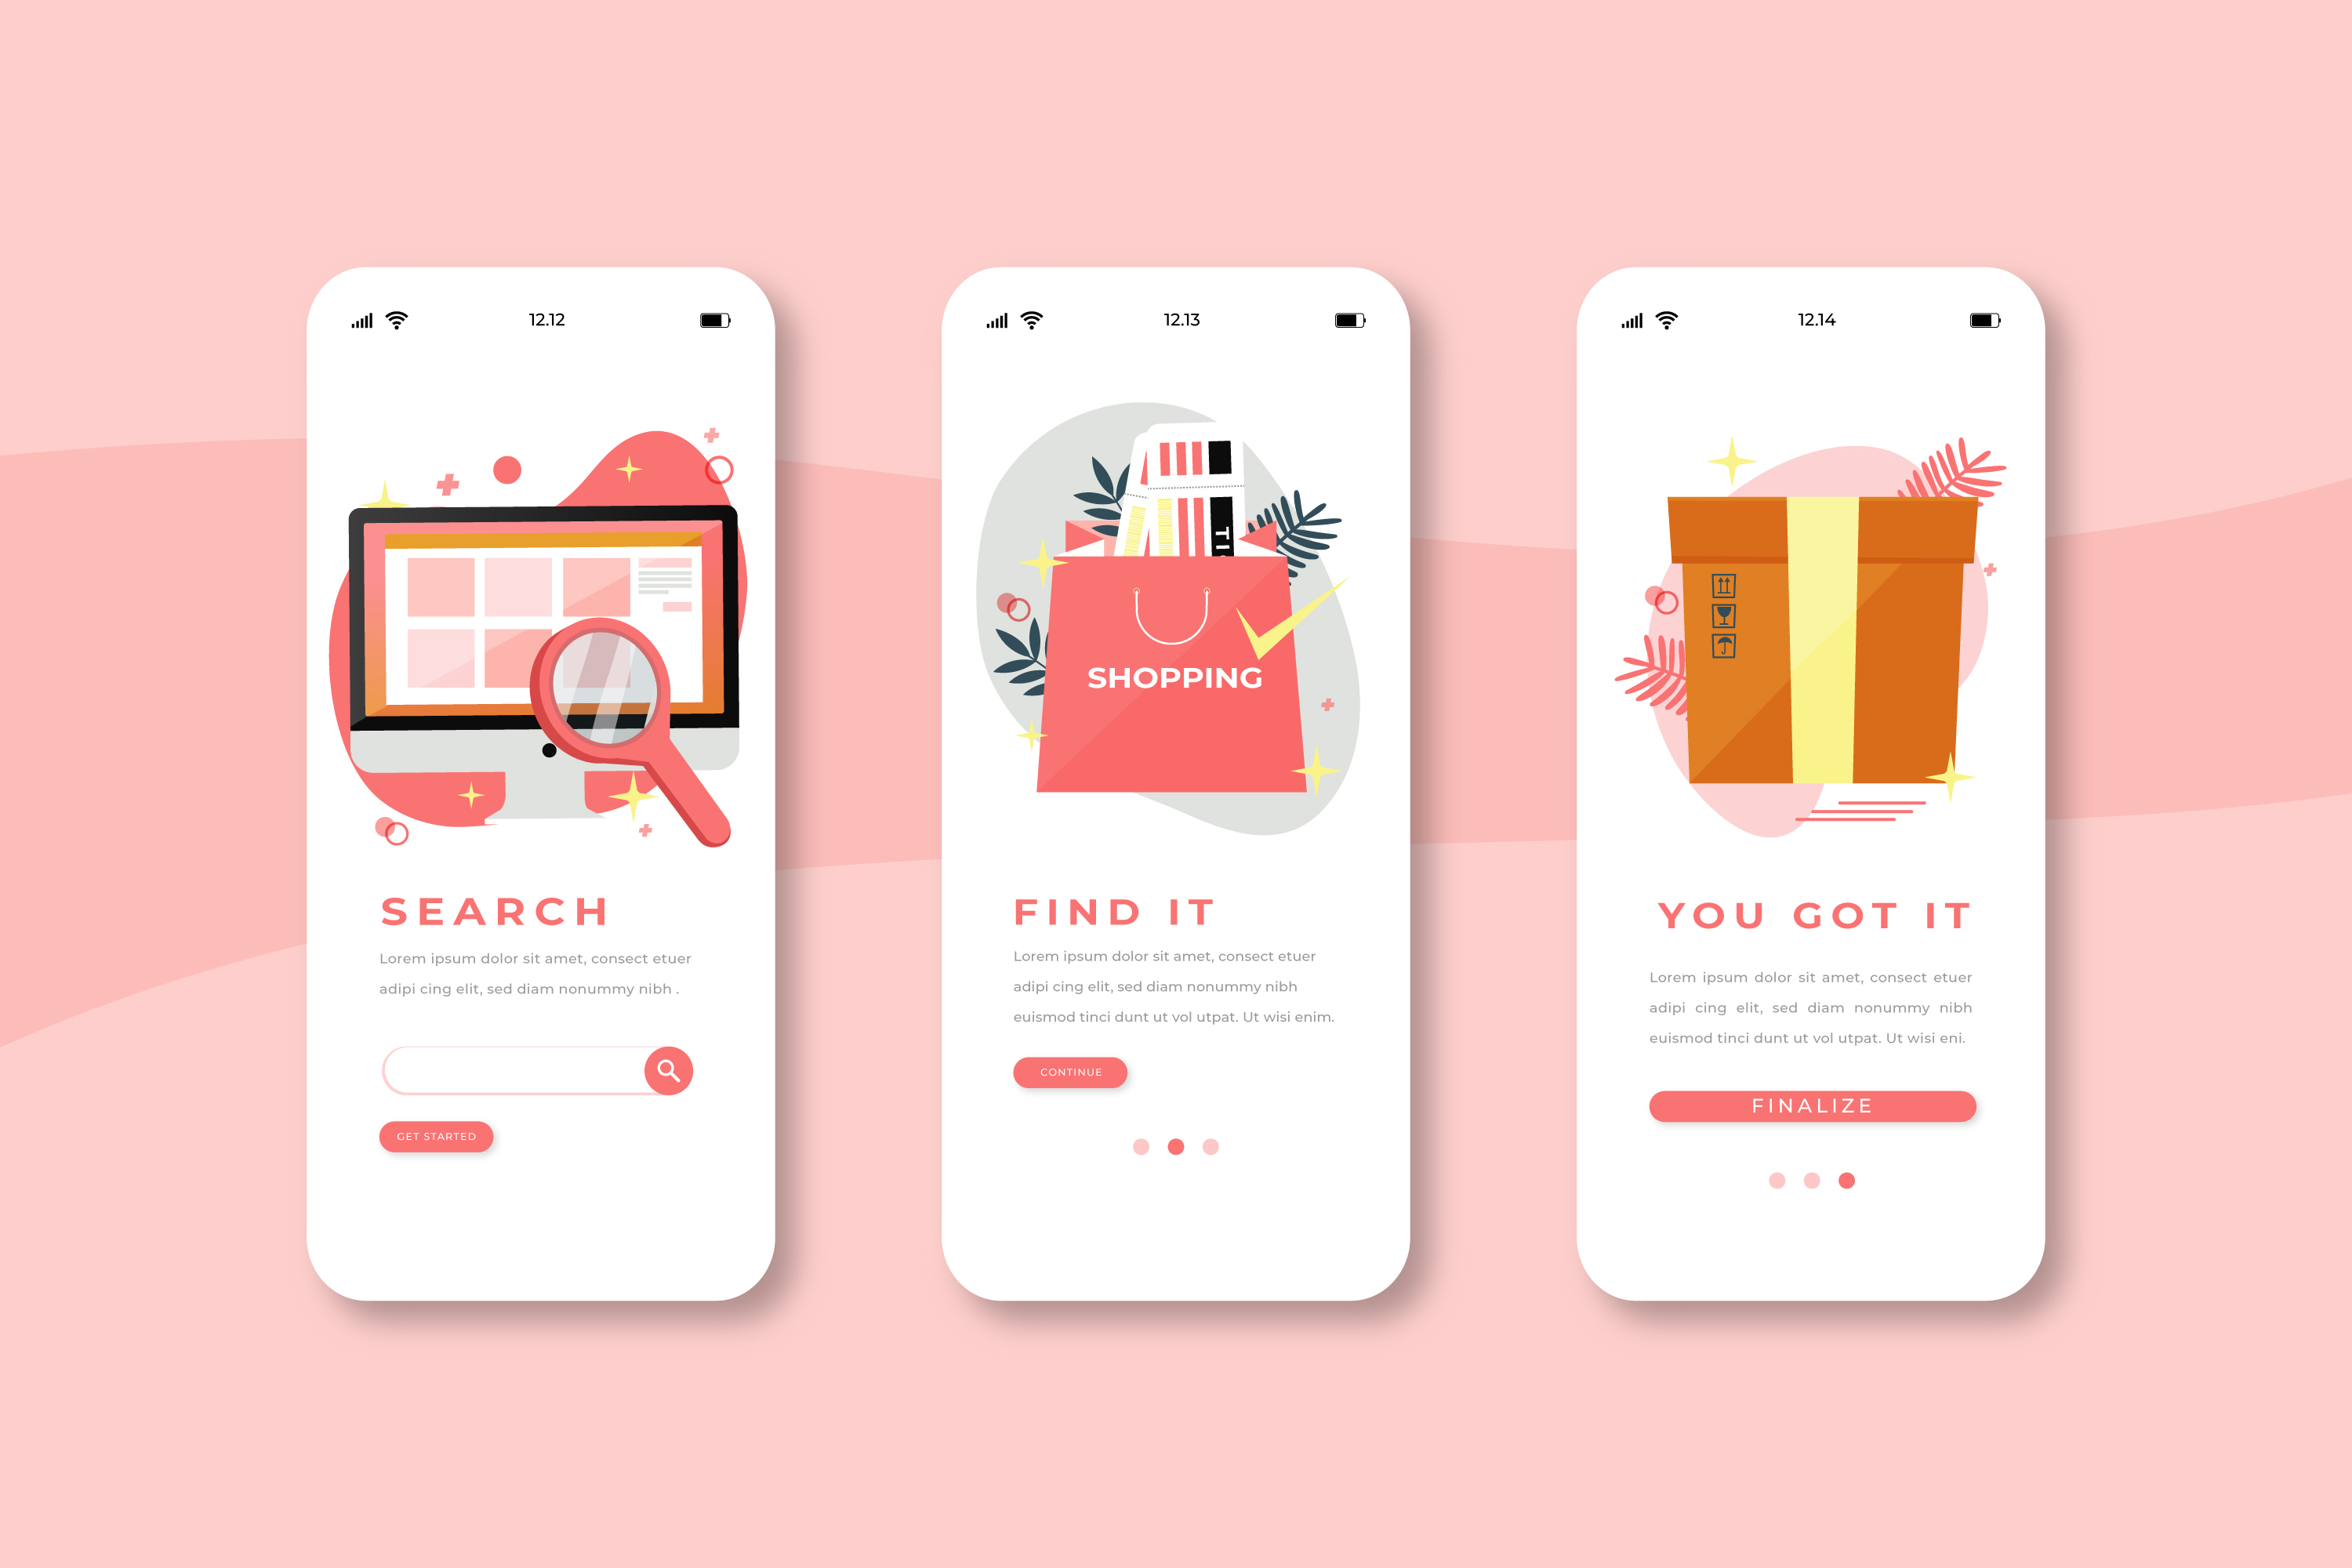 12.12
SEARCH
Lorem ipsum dolor sit amet, consect etuer
adipi cing elit, sed diam nonummy nibh .
GET STARTED
12.13
TI
SHOPPING
FIND IT
Lorem ipsum dolor sit amet, consect etuer
adipi cing elit, sed diam nonummy nibh
euismod tinci dunt ut vol utpat. Ut wisi enim.
CONTINUE
12.14
YOU GOT IT
Lorem ipsum dolor sit amet, consect etuer
adipi cing elit, sed diam nonummy nibh
euismod tinci dunt ut vol utpat. Ut wisi eni.
FINALIZE